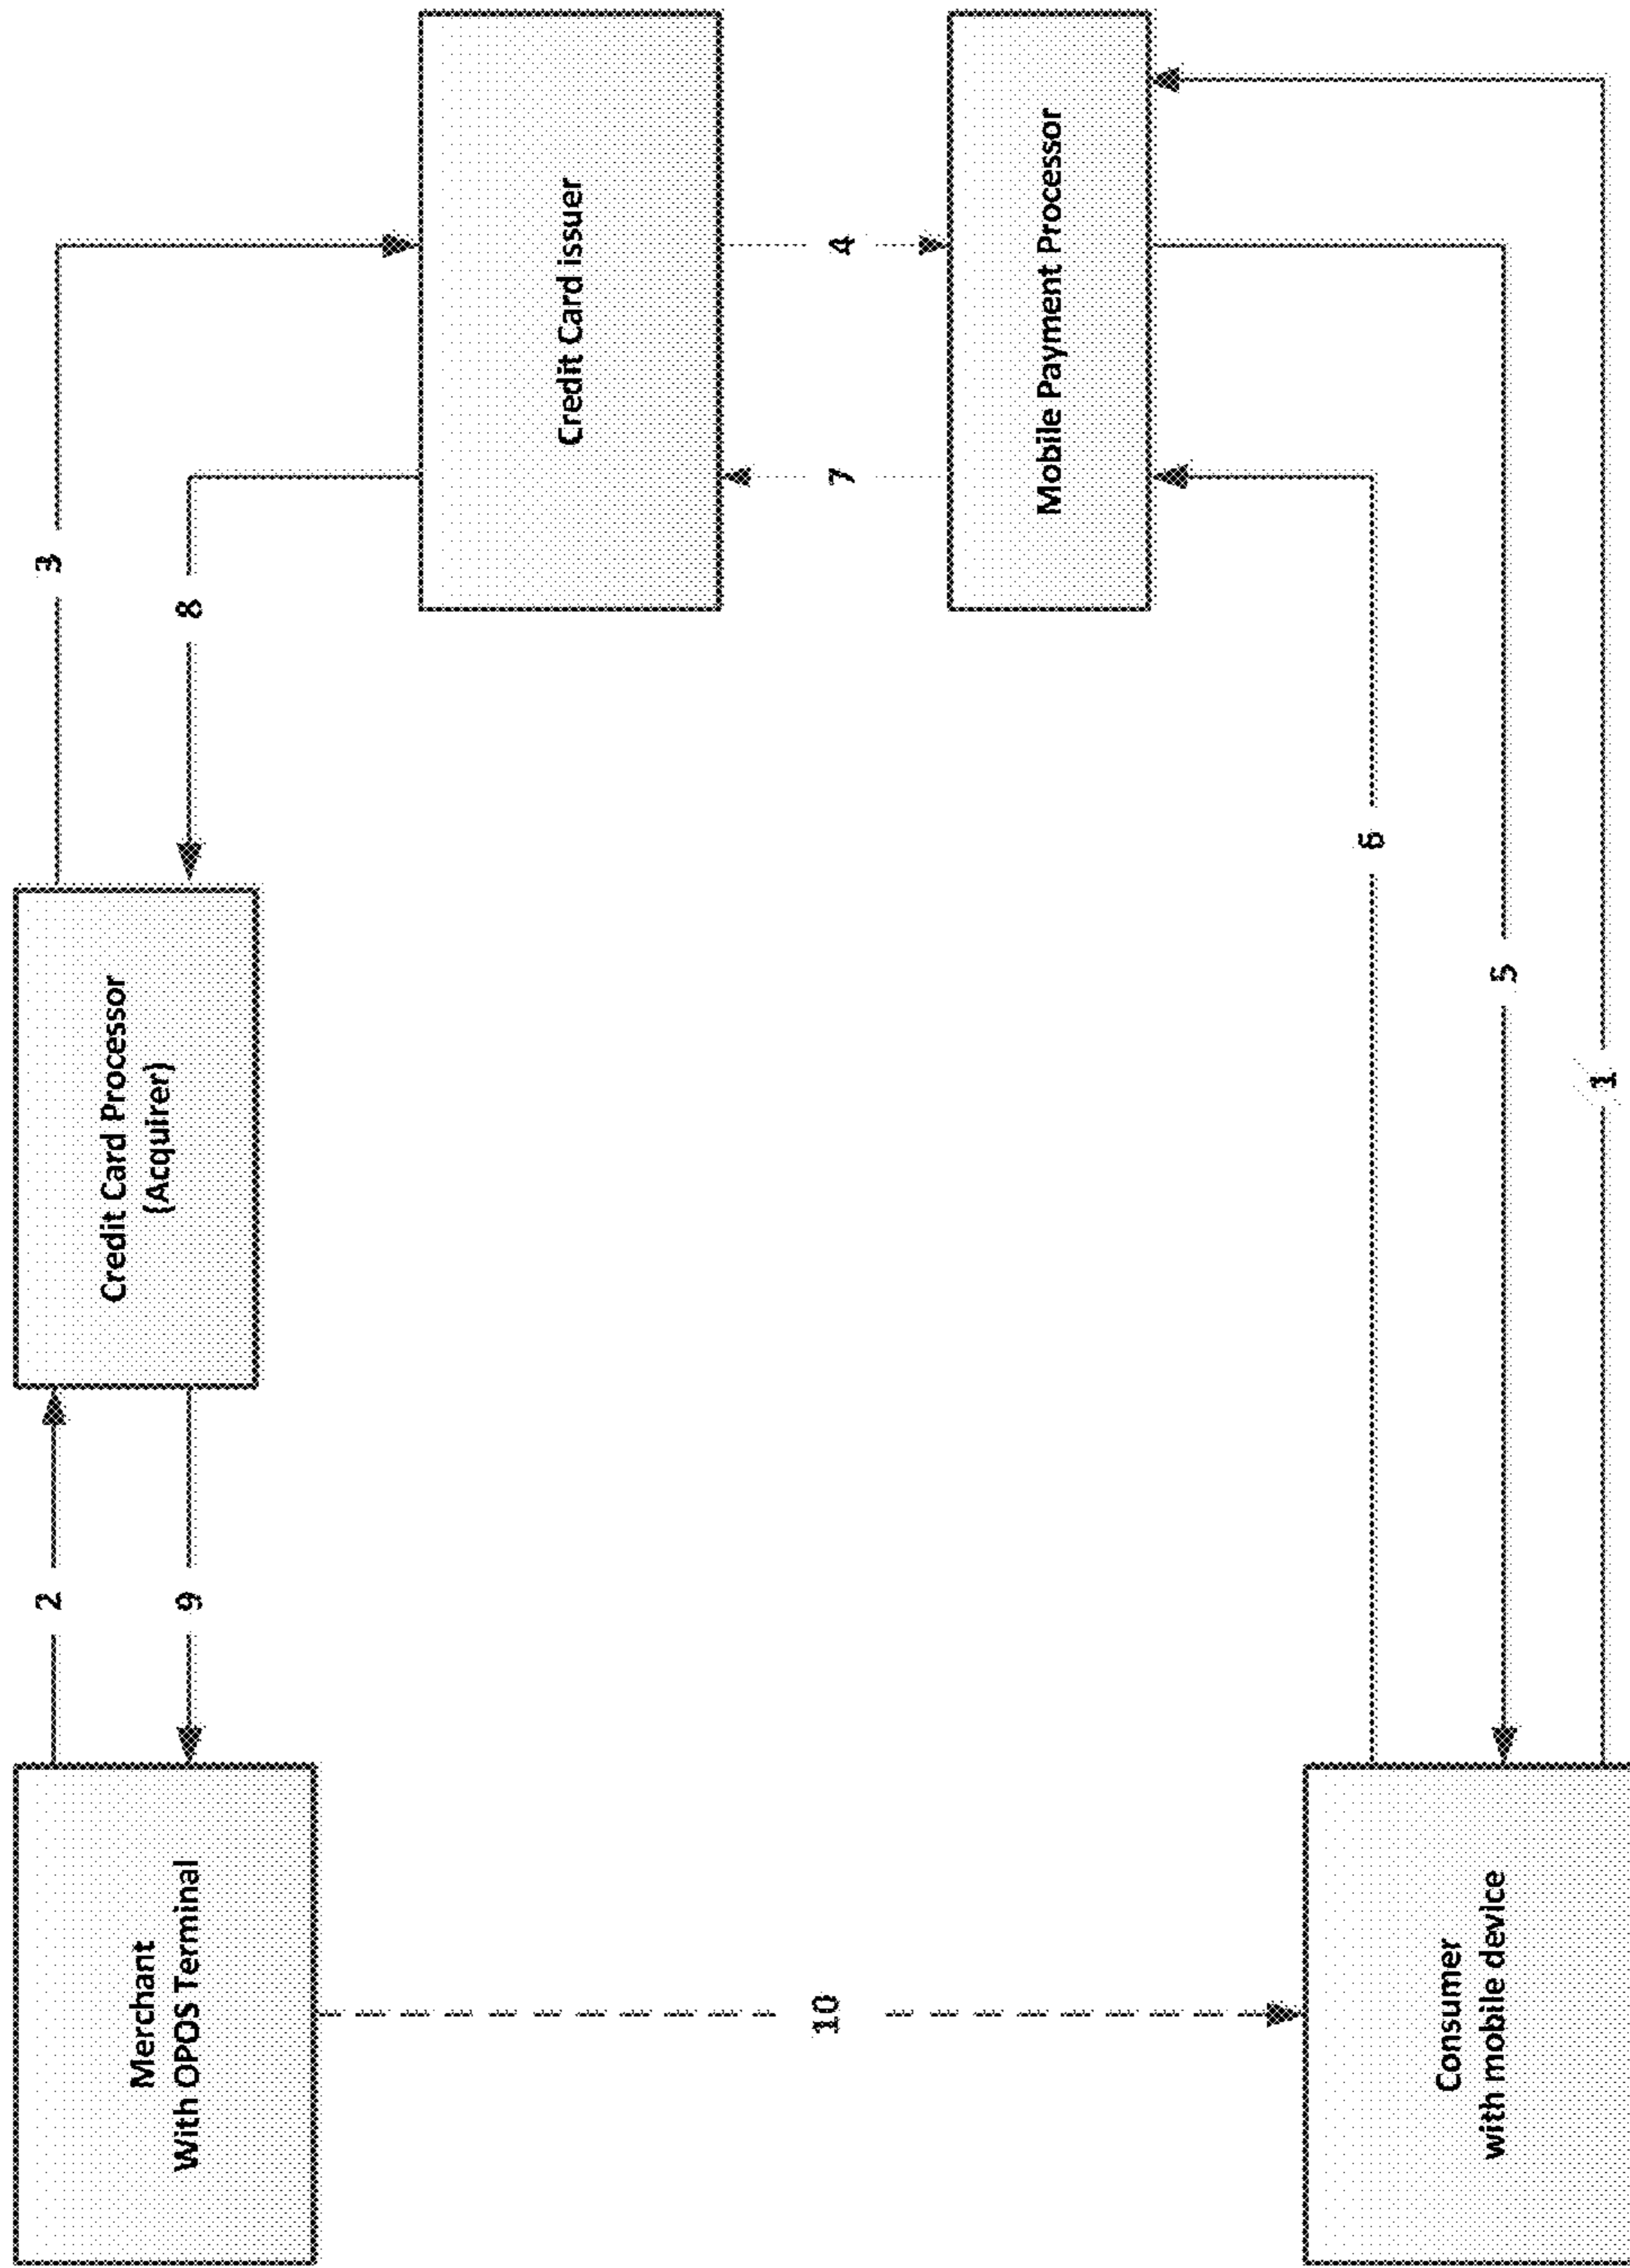 Merchant
With OPOS Terminal
2
9
Credit Card Processor
(Acquirer)
3
8
Credit Card issuer
10
7
4
Mobile Payment Processor
6
Consumer
with mobile device
5
1